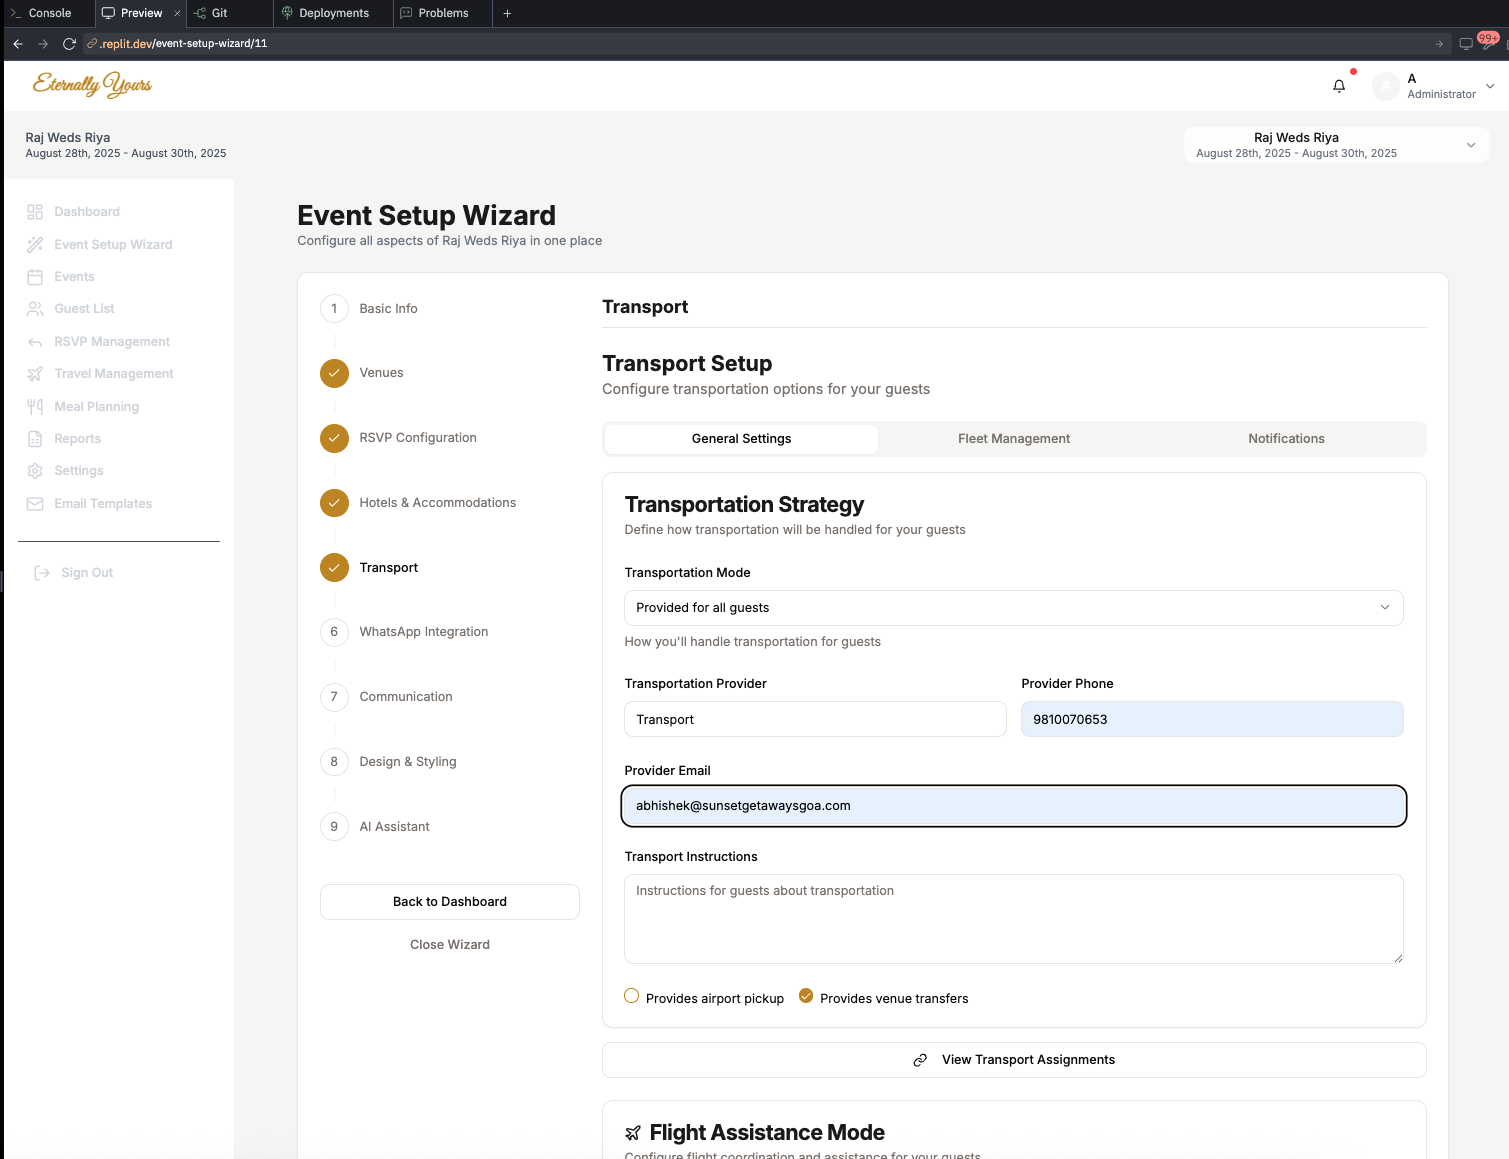 Console
Preview
Git
Deployments
Problems
.replit.dev/event-setup-wizard/11
99+
Eternally Yours
A
A
Administrator
Raj Weds Riya
August 28th, 2025 - August 30th, 2025
Raj Weds Riya
August 28th, 2025 - August 30th, 2025
Dashboard
Event Setup Wizard
Events
Guest List
RSVP Management
Travel Management
Meal Planning
Reports
Settings
Email Templates
Sign Out
Event Setup Wizard
Configure all aspects of Raj Weds Riya in one place
1 Basic Info
Venues
RSVP Configuration
Hotels & Accommodations
Transport
6 WhatsApp Integration
7 Communication
8 Design & Styling
9 AI Assistant
Back to Dashboard
Close Wizard
Transport
Transport Setup
Configure transportation options for your guests
General Settings
Fleet Management
Notifications
Transportation Strategy
Define how transportation will be handled for your guests
Transportation Mode
Provided for all guests
How you'll handle transportation for guests
Transportation Provider
Transport
Provider Phone
9810070653
Provider Email
abhishek@sunsetgetawaysgoa.com
Transport Instructions
Instructions for guests about transportation
Provides airport pickup
Provides venue transfers
View Transport Assignments
Flight Assistance Mode
Configure flight coordination and assistance for your guests